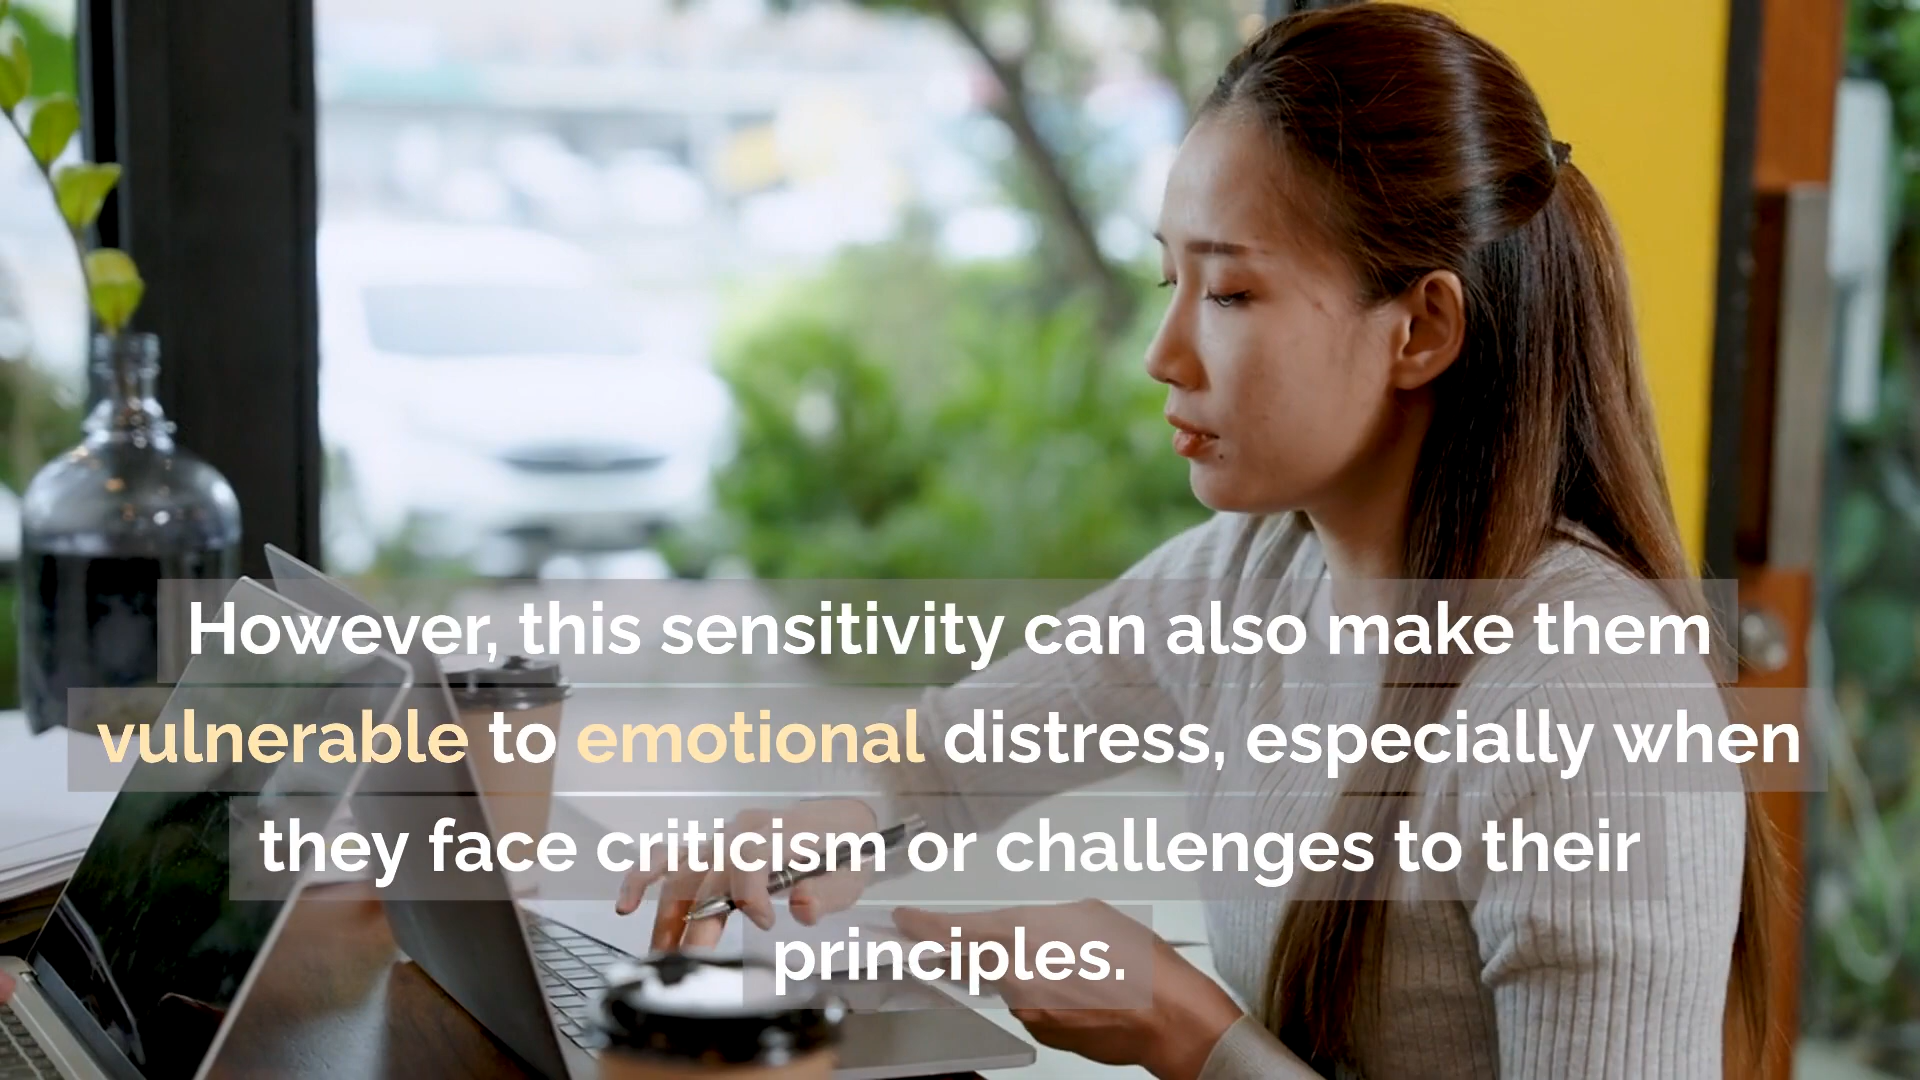 However, this sensitivity can also make them
vulnerable to emotional distress, especially when
they face criticism or challenges to their
principles.